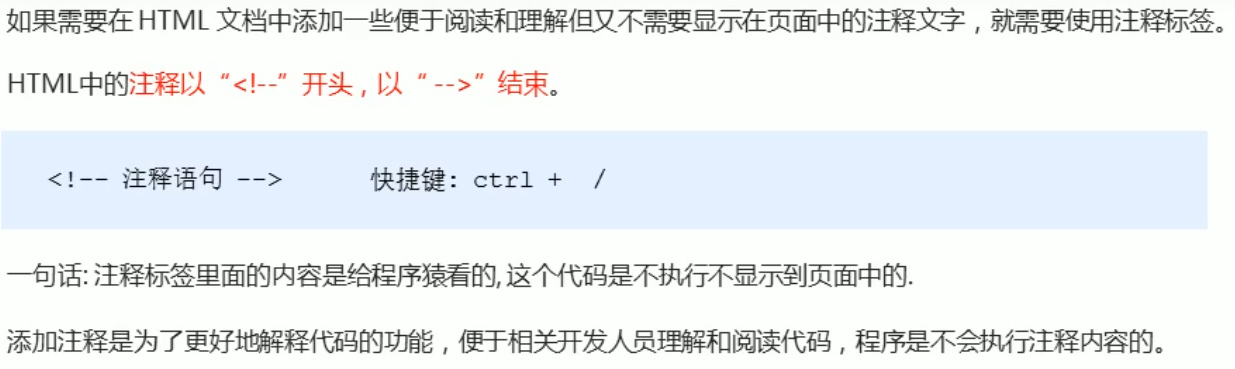 如果需要在 HTML 文档中添加一些便于阅读和理解但又不需要显示在页面中的注释文字，就需要使用注释标签。
HTML中的注释以“<!--”开头，以“ -->”结束。
<!-- 注释语句 -->   快捷键: ctrl + /
一句话: 注释标签里面的内容是给程序猿看的, 这个代码是不执行不显示到页面中的.
添加注释是为了更好地解释代码的功能，便于相关开发人员理解和阅读代码，程序是不会执行注释内容的。